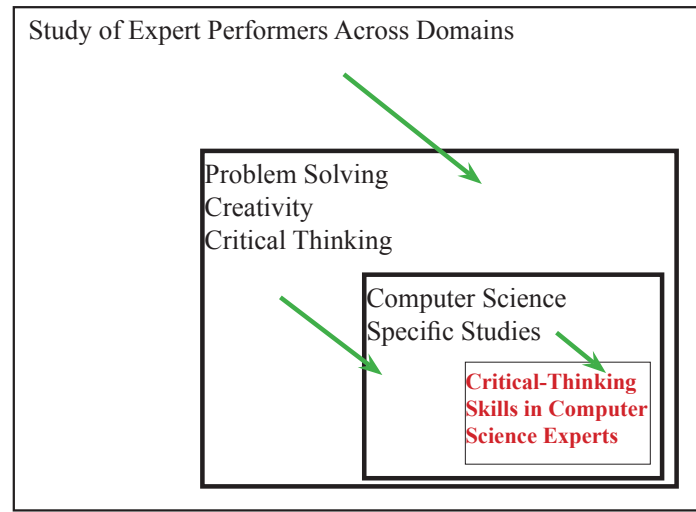 Study of Expert Performers Across Domains
Problem Solving
Creativity
Critical Thinking
Computer Science
Specific Studies
Critical-Thinking
Skills in Computer
Science Experts